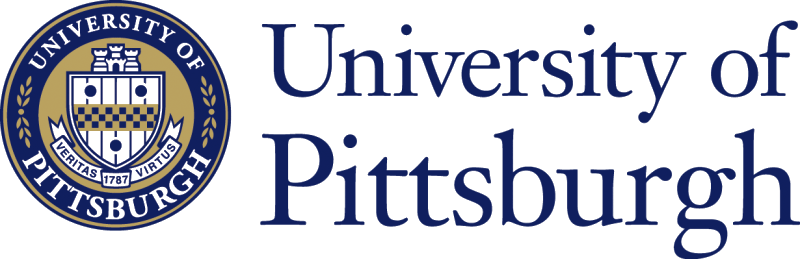 UNIVERSITY OF
PITTSBURGH
VERITAS 1787 VIRTUS
University of
Pittsburgh